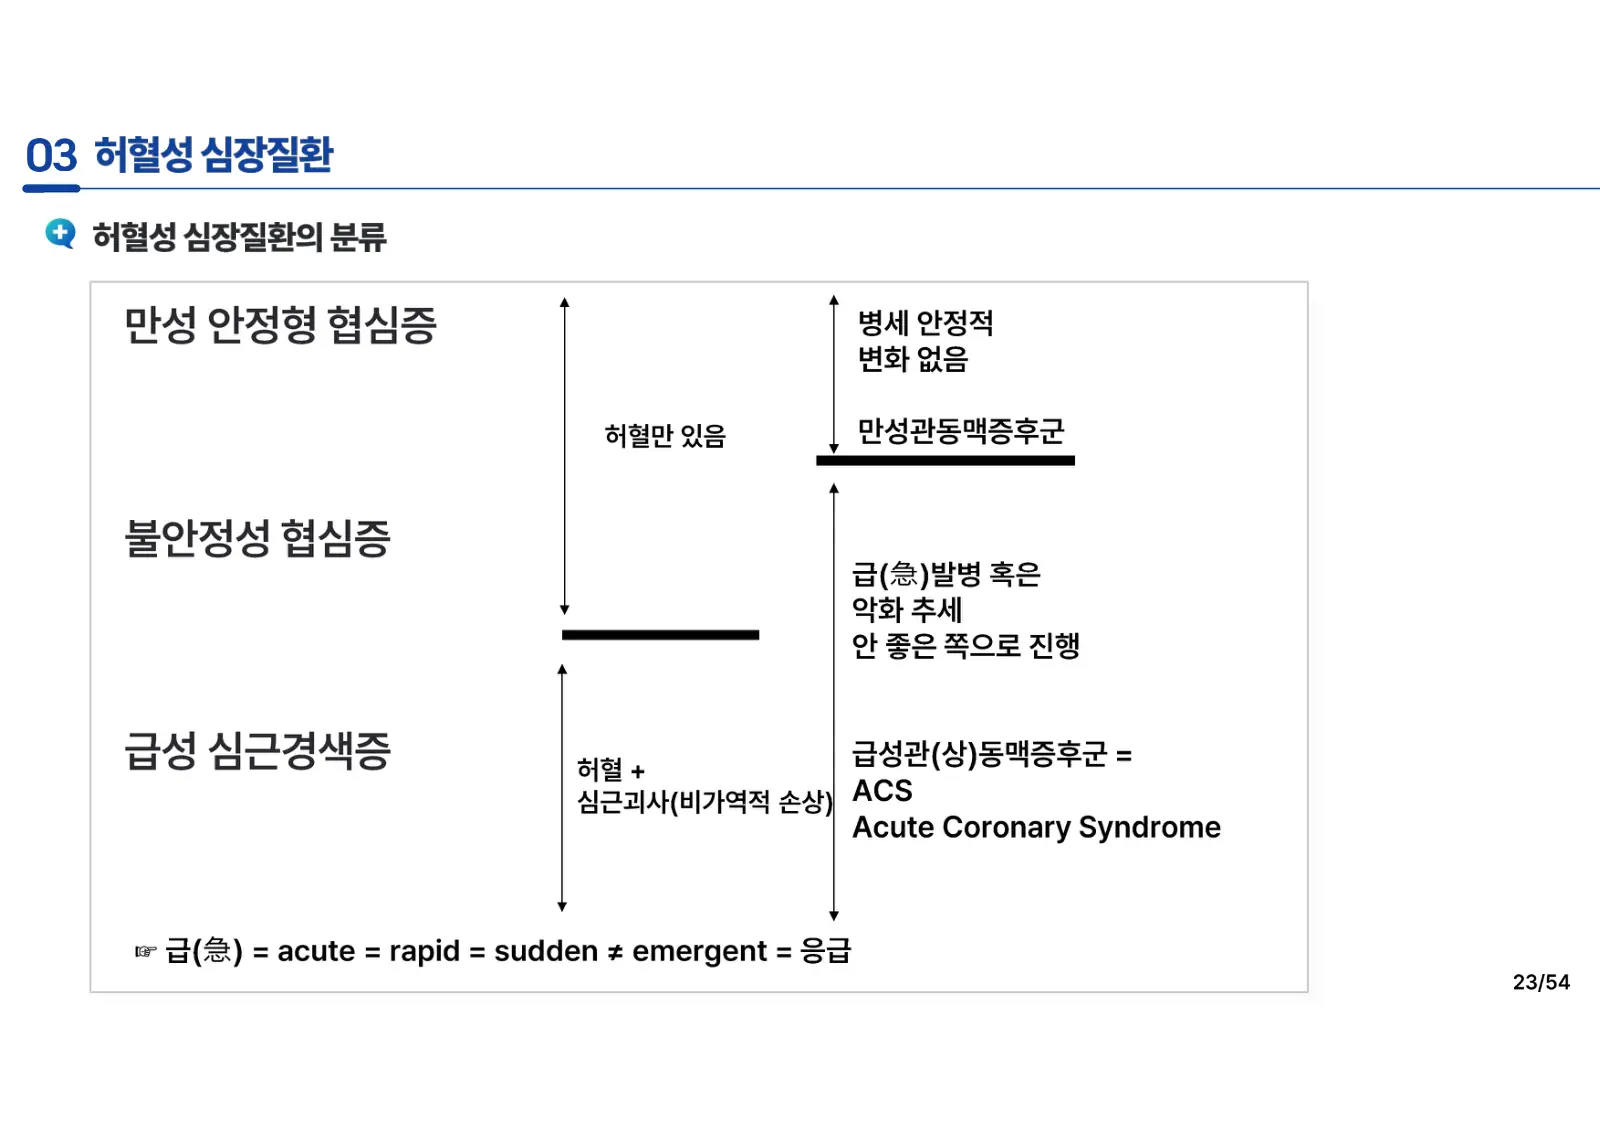 03 허혈성 심장질환
허혈성 심장질환의 분류
만성 안정형 협심증
불안정성 협심증
급성 심근경색증
허혈만 있음
허혈 +
심근괴사(비가역적 손상)
병세 안정적
변화 없음
만성관동맥증후군
급(急)발병 혹은
악화 추세
안 좋은 쪽으로 진행
급성관(상)동맥증후군 =
ACS
Acute Coronary Syndrome
☞ 급(急) = acute = rapid = sudden ≠ emergent = 응급
23/54